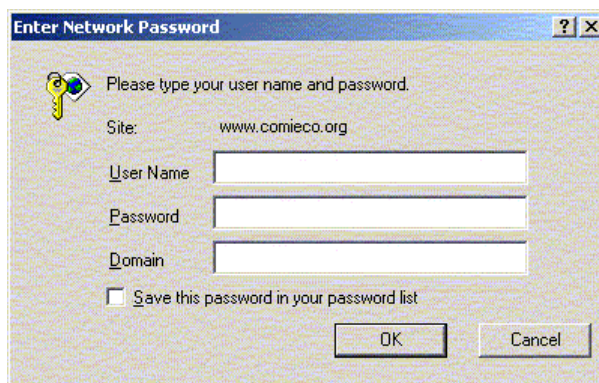 Enter Network Password
Please type your user name and password.
Site: www.comieco.org
User Name
Password
Domain
Save this password in your password list
OK Cancel